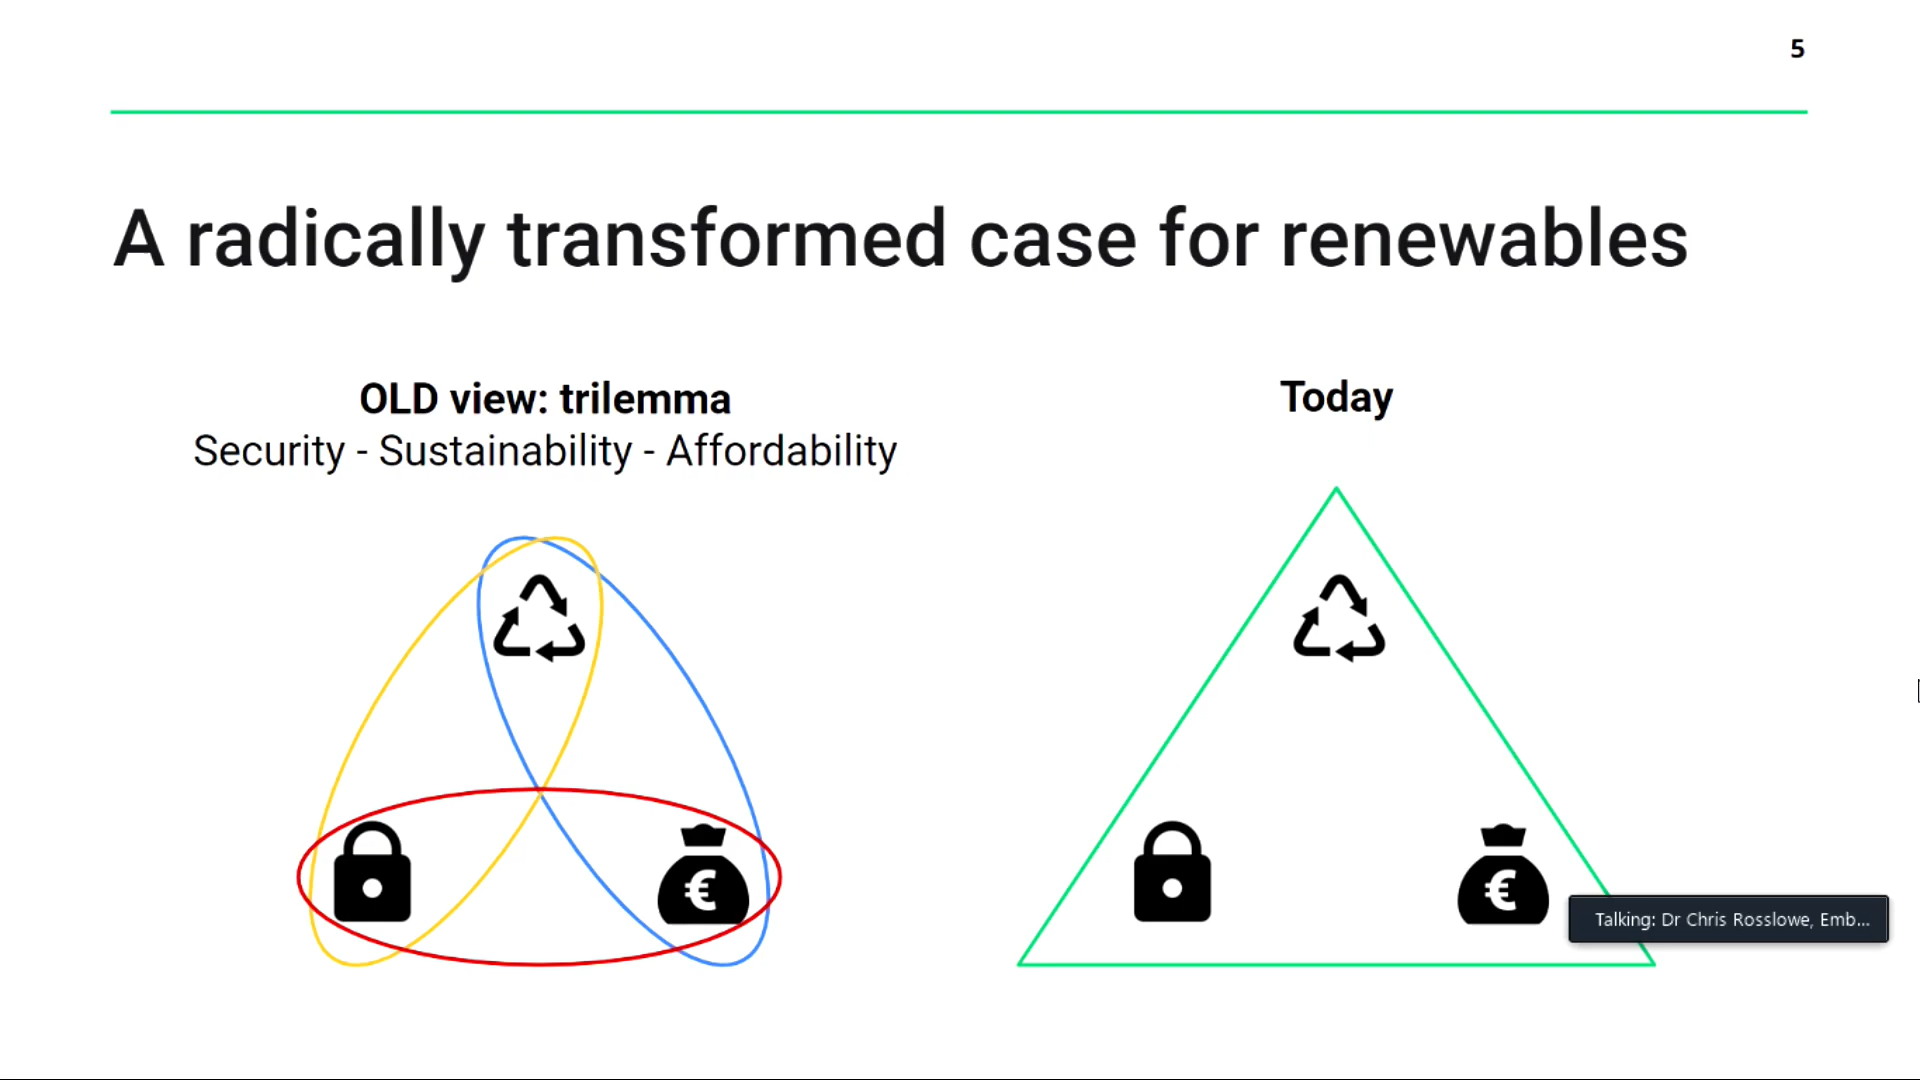 5
A radically transformed case for renewables
OLD view: trilemma
Security - Sustainability - Affordability
Today
€
€
Talking: Dr Chris Rosslowe, Emb...